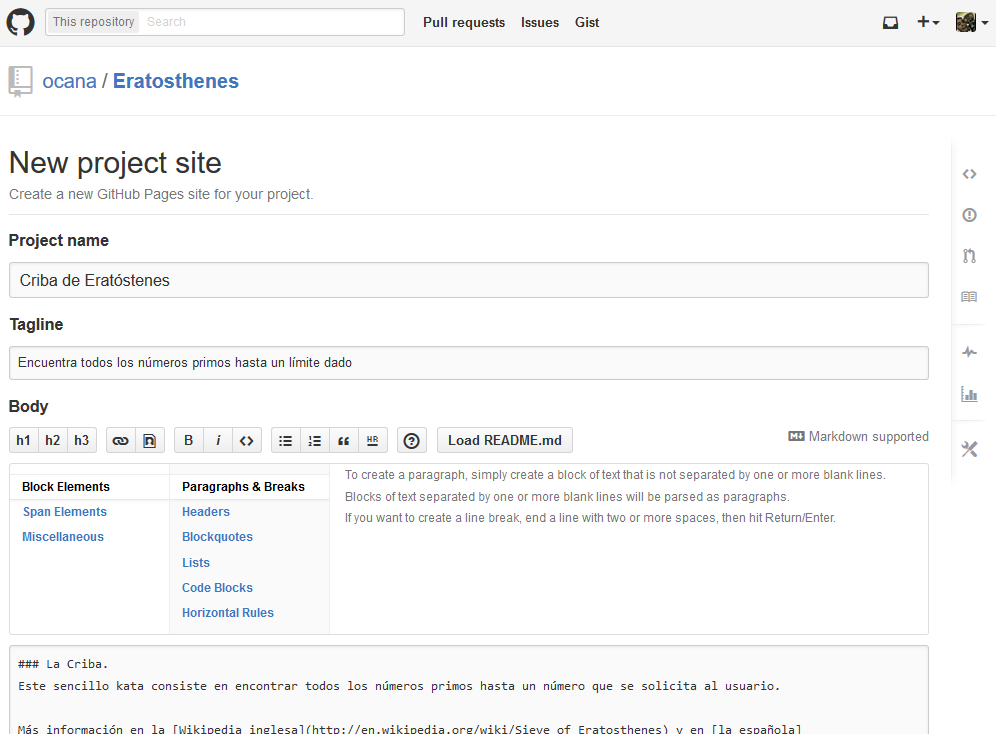 This repository Search Pull requests Issues Gist
ocana / Eratosthenes
New project site
Create a new GitHub Pages site for your project.
Project name
Criba de Eratóstenes
Tagline
Encuentra todos los números primos hasta un límite dado
Body
h1 h2 h3 B i HR Load README.md Markdown supported
Block Elements
Span Elements
Miscellaneous
Paragraphs & Breaks
Headers
Blockquotes
Lists
Code Blocks
Horizontal Rules
To create a paragraph, simply create a block of text that is not separated by one or more blank lines.
Blocks of text separated by one or more blank lines will be parsed as paragraphs.
If you want to create a line break, end a line with two or more spaces, then hit Return/Enter.
### La Criba.
Este sencillo kata consiste en encontrar todos los números primos hasta un número que se solicita al usuario.
Más información en la [Wikipedia inglesa](http://en.wikipedia.org/wiki/Sieve_of_Eratosthenes) y en [la española]